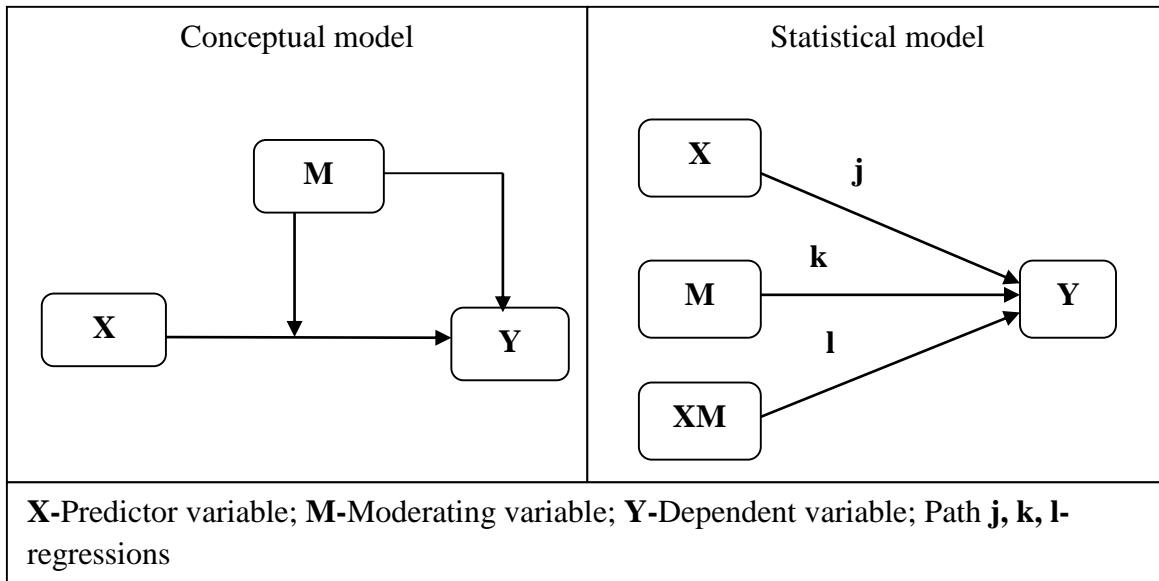 Conceptual model
M
X
Y
Statistical model
X
j
k
M
Y
l
XM
X-Predictor variable; M-Moderating variable; Y-Dependent variable; Path j, k, l-
regressions